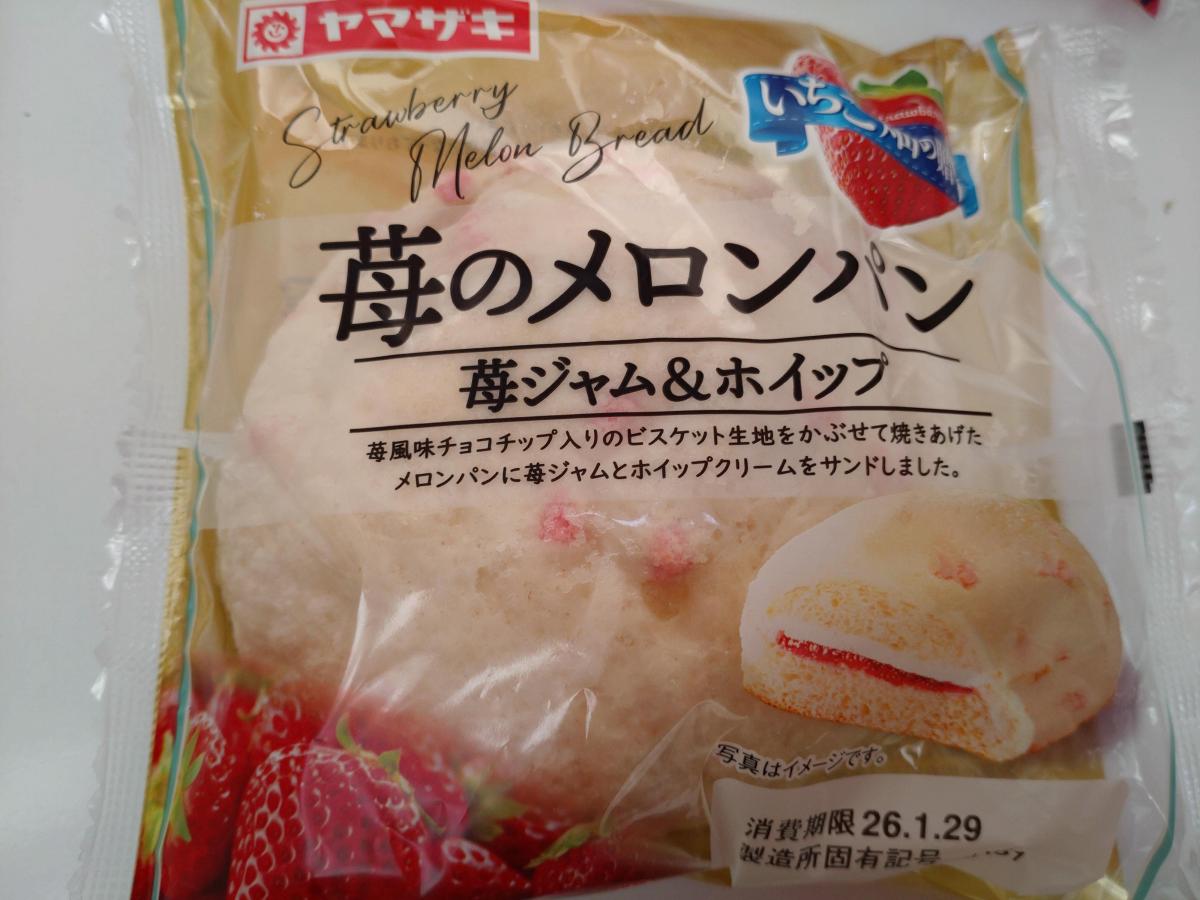 ヤマザキ
Strawberry
Melon Bread
苺のメロンパン
苺ジャム&ホイップ
苺風味チョコチップ入りのビスケット生地をかぶせて焼きあげた
メロンパンに苺ジャムとホイップクリームをサンドしました。
写真はイメージです。
消費期限 26.1.29
製造所固有記号